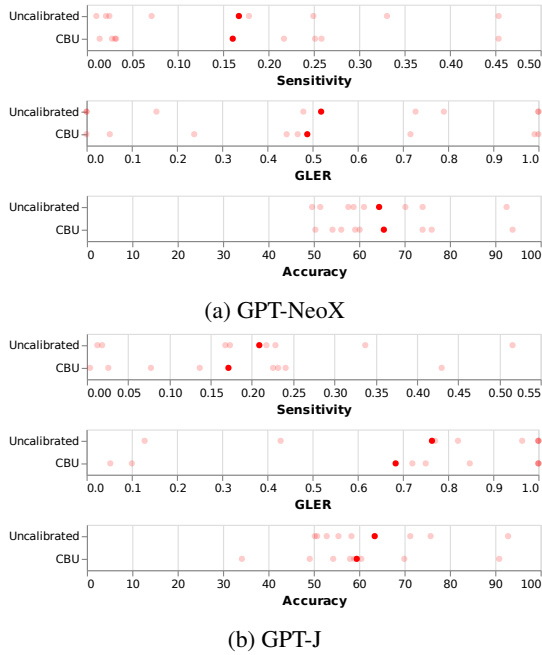 Uncalibrated
CBU
0.00 0.05 0.10 0.15 0.20 0.25 0.30 0.35 0.40 0.45 0.50
Sensitivity
Uncalibrated
CBU
0.0 0.1 0.2 0.3 0.4 0.5 0.6 0.7 0.8 0.9 1.0
GLER
Uncalibrated
CBU
0 10 20 30 40 50 60 70 80 90 100
Accuracy
(a) GPT-NeoX
Uncalibrated
CBU
0.00 0.05 0.10 0.15 0.20 0.25 0.30 0.35 0.40 0.45 0.50 0.55
Sensitivity
Uncalibrated
CBU
0.0 0.1 0.2 0.3 0.4 0.5 0.6 0.7 0.8 0.9 1.0
GLER
Uncalibrated
CBU
0 10 20 30 40 50 60 70 80 90 100
Accuracy
(b) GPT-J